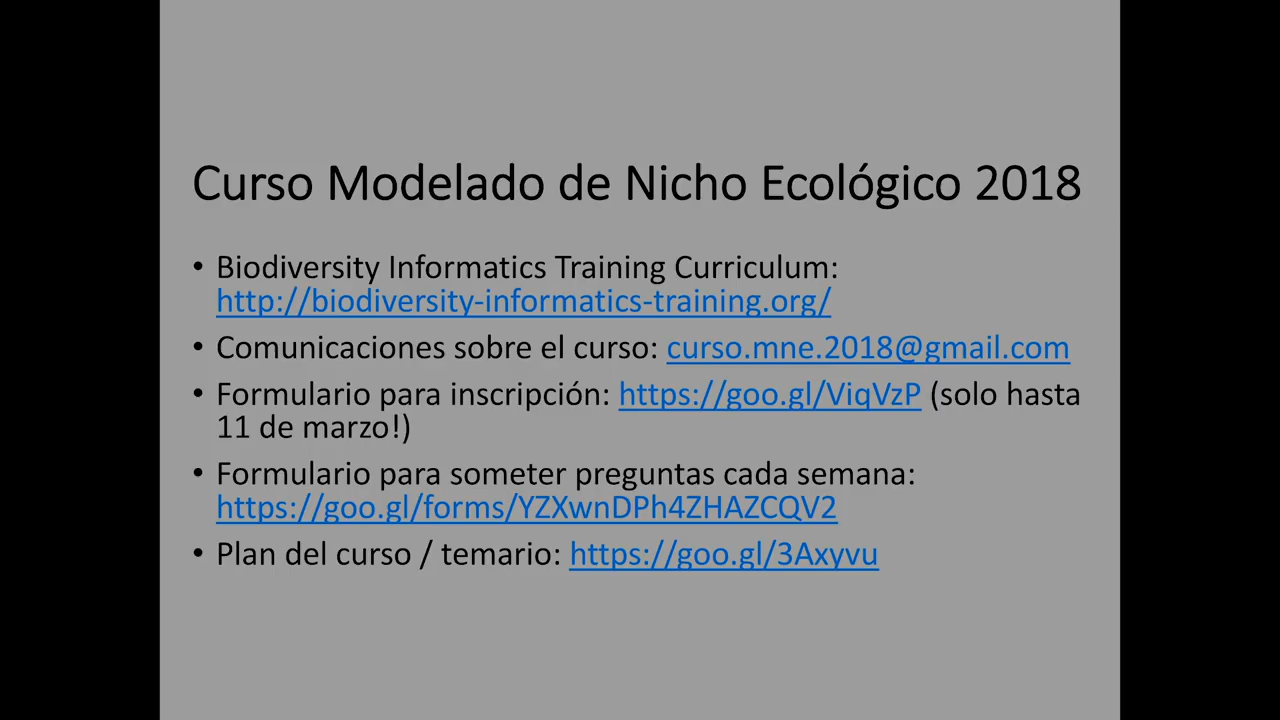 Curso Modelado de Nicho Ecológico 2018
• Biodiversity Informatics Training Curriculum:
http://biodiversity-informatics-training.org/
• Comunicaciones sobre el curso: curso.mne.2018@gmail.com
• Formulario para inscripción: https://goo.gl/ViqVzP (solo hasta
11 de marzo!)
• Formulario para someter preguntas cada semana:
https://goo.gl/forms/YZXwnDPh4ZHAZCQV2
• Plan del curso / temario: https://goo.gl/3Axyvu